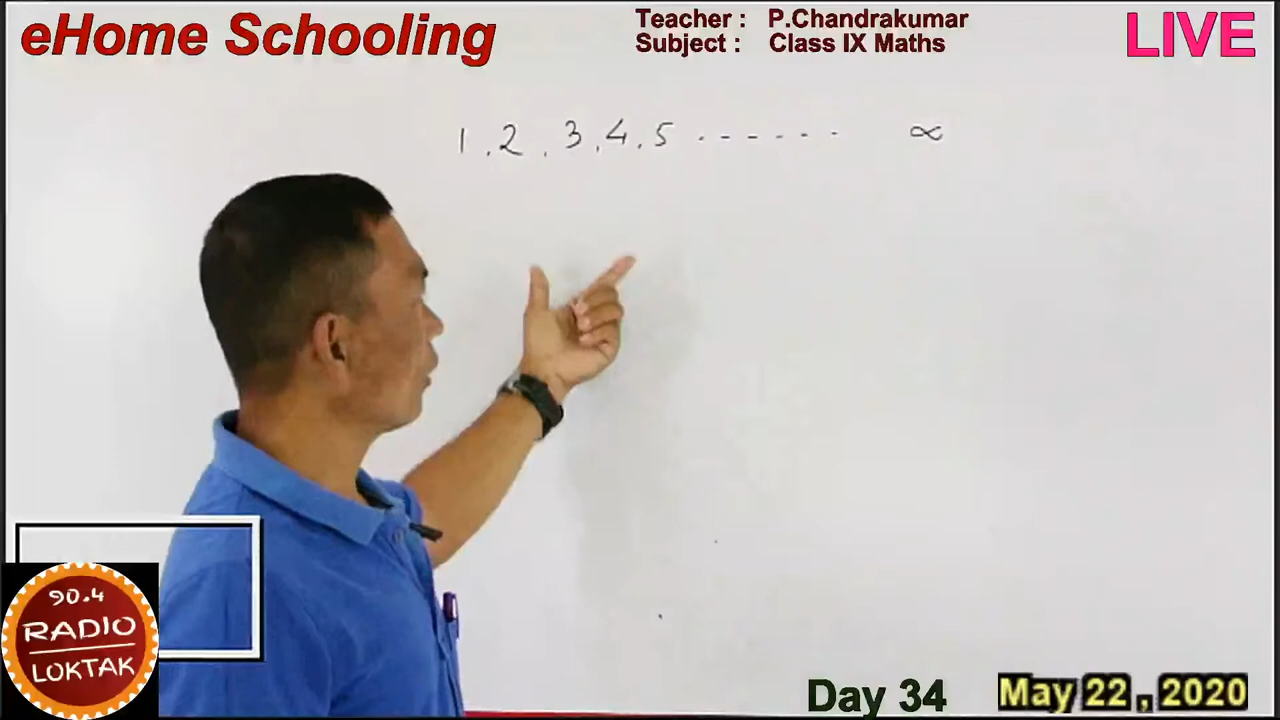 eHome Schooling
Teacher : P.Chandrakumar
Subject : Class IX Maths
LIVE
1, 2, 3, 4, 5 . - - - - . ∞
90.4
RADIO
LOKTAK
Day 34
May 22 , 2020